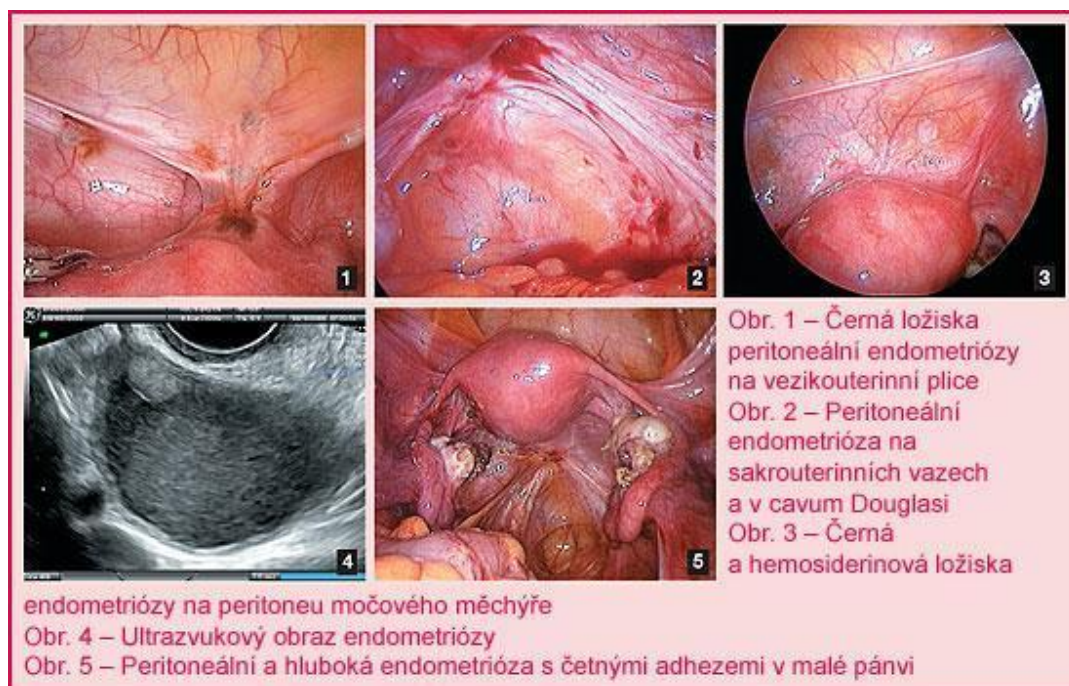 1
2
3
4
5
Obr. 1 – Černá ložiska
peritoneální endometriózy
na vezikouterinní plice
Obr. 2 – Peritoneální
endometrióza na
sakrouterinních vazech
a v cavum Douglasi
Obr. 3 – Černá
a hemosiderinová ložiska
endometriózy na peritoneu močového měchýře
Obr. 4 – Ultrazvukový obraz endometriózy
Obr. 5 – Peritoneální a hluboká endometrióza s četnými adhezemi v malé pánvi